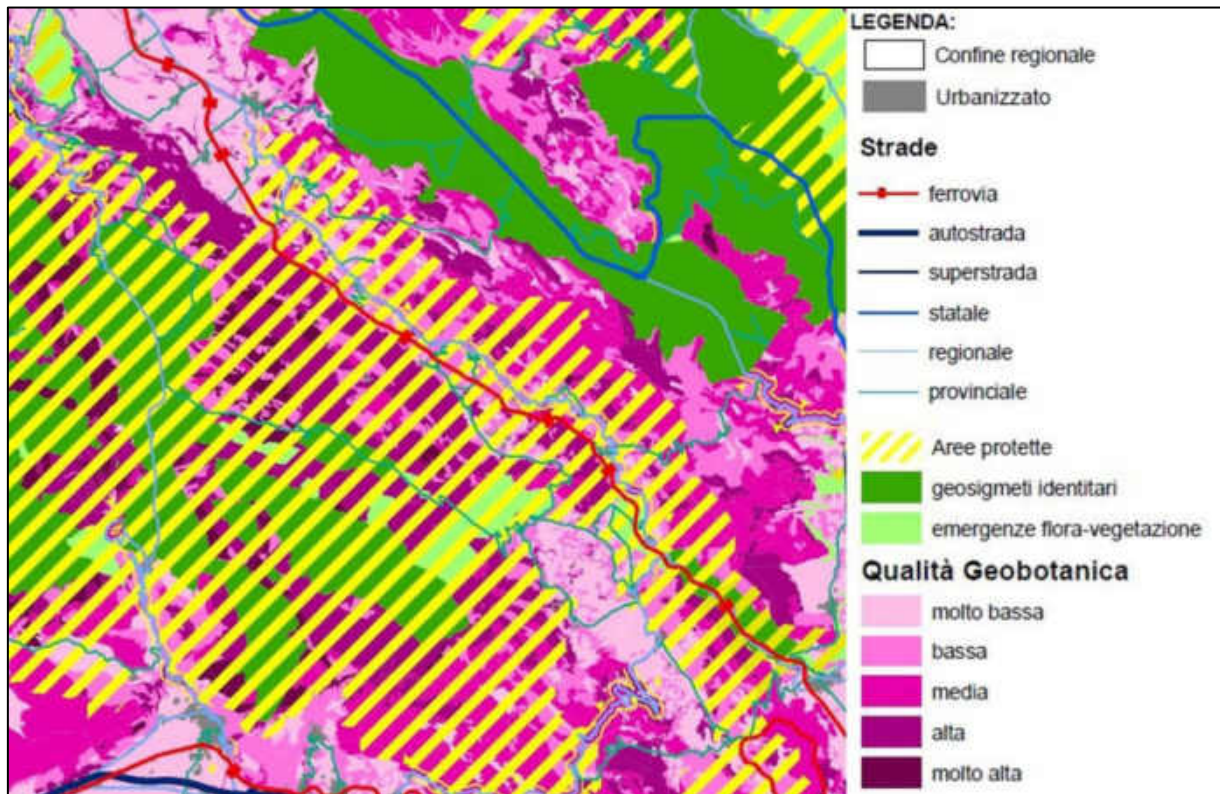 LEGENDA:
Confine regionale
Urbanizzato
Strade
ferrovia
autostrada
superstrada
statale
regionale
provinciale
Aree protette
geosigmeti identitari
emergenze flora-vegetazione
Qualità Geobotanica
molto bassa
bassa
media
alta
molto alta